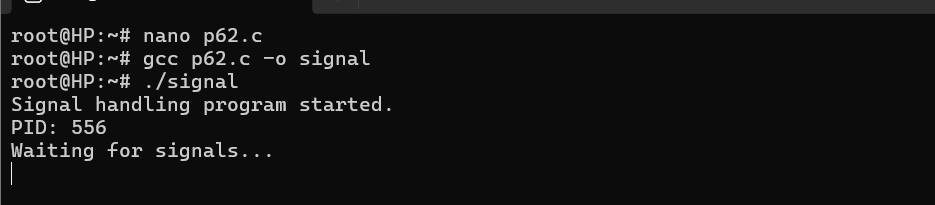 root@HP:~# nano p62.c
root@HP:~# gcc p62.c -o signal
root@HP:~# ./signal
Signal handling program started.
PID: 556
Waiting for signals...